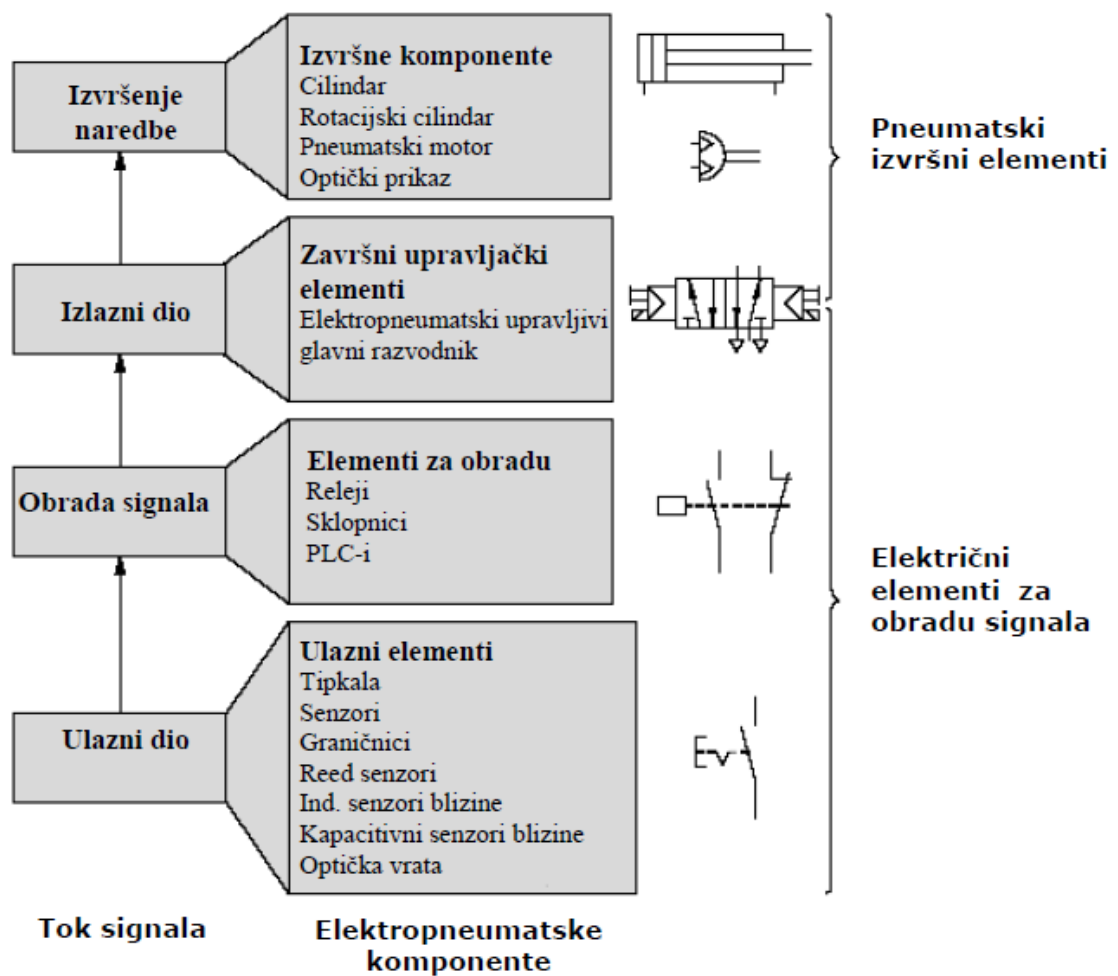 Izvršenje
naredbe
Izvršne komponente
Cilindar
Rotacijski cilindar
Pneumatski motor
Optički prikaz
Pneumatski
izvršni elementi
Izlazni dio
Završni upravljački
elementi
Elektropneumatski upravljivi
glavni razvodnik
Obrada signala
Elementi za obradu
Releji
Sklopnici
PLC-i
Električni
elementi za
obradu signala
Ulazni dio
Ulazni elementi
Tipkala
Senzori
Graničnici
Reed senzori
Ind. senzori blizine
Kapacitivni senzori blizine
Optička vrata
Tok signala
Elektropneumatske
komponente